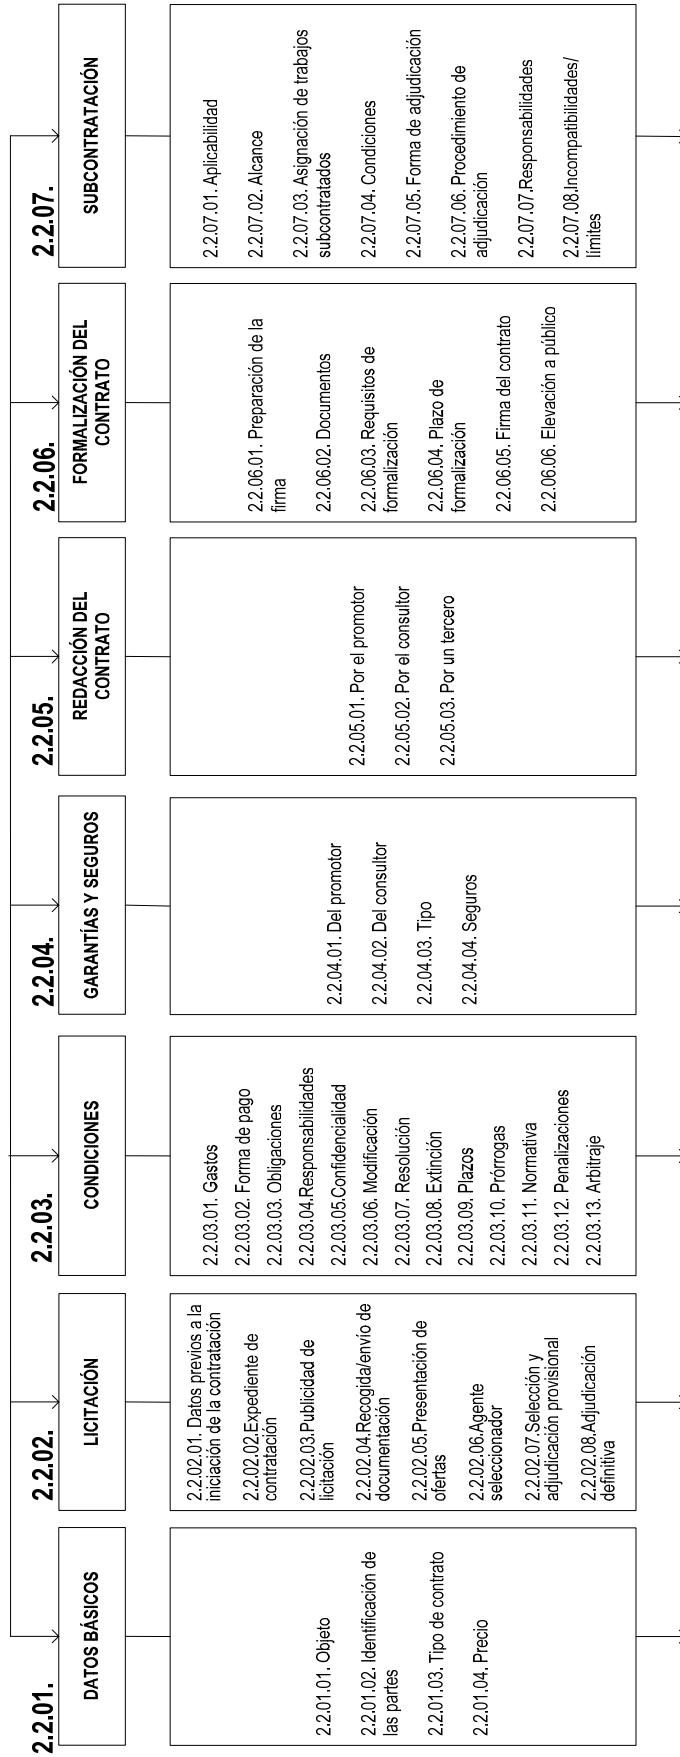 2.2.01.
DATOS BÁSICOS
2.2.01.01. Objeto
2.2.01.02. Identificación de
las partes
2.2.01.03. Tipo de contrato
2.2.01.04. Precio
2.2.02.
LICITACIÓN
2.2.02.01. Datos previos a la
iniciación de la contratación
2.2.02.02.Expediente de
contratación
2.2.02.03.Publicidad de
licitación
2.2.02.04.Recogida/envío de
documentación
2.2.02.05.Presentación de
ofertas
2.2.02.06.Agente
seleccionador
2.2.02.07.Selección y
adjudicación provisional
2.2.02.08.Adjudicación
definitiva
2.2.03.
CONDICIONES
2.2.03.01. Gastos
2.2.03.02. Forma de pago
2.2.03.03. Obligaciones
2.2.03.04.Responsabilidades
2.2.03.05.Confidencialidad
2.2.03.06. Modificación
2.2.03.07. Resolución
2.2.03.08. Extinción
2.2.03.09. Plazos
2.2.03.10. Prórrogas
2.2.03.11. Normativa
2.2.03.12. Penalizaciones
2.2.03.13. Arbitraje
2.2.04.
GARANTÍAS Y SEGUROS
2.2.04.01. Del promotor
2.2.04.02. Del consultor
2.2.04.03. Tipo
2.2.04.04. Seguros
2.2.05.
REDACCIÓN DEL
CONTRATO
2.2.05.01. Por el promotor
2.2.05.02. Por el consultor
2.2.05.03. Por un tercero
2.2.06.
FORMALIZACIÓN DEL
CONTRATO
2.2.06.01. Preparación de la
firma
2.2.06.02. Documentos
2.2.06.03. Requisitos de
formalización
2.2.06.04. Plazo de
formalización
2.2.06.05. Firma del contrato
2.2.06.06. Elevación a público
2.2.07.
SUBCONTRATACIÓN
2.2.07.01. Aplicabilidad
2.2.07.02. Alcance
2.2.07.03. Asignación de trabajos
subcontratados
2.2.07.04. Condiciones
2.2.07.05. Forma de adjudicación
2.2.07.06. Procedimiento de
adjudicación
2.2.07.07.Responsabilidades
2.2.07.08.Incompatibilidades/
límites